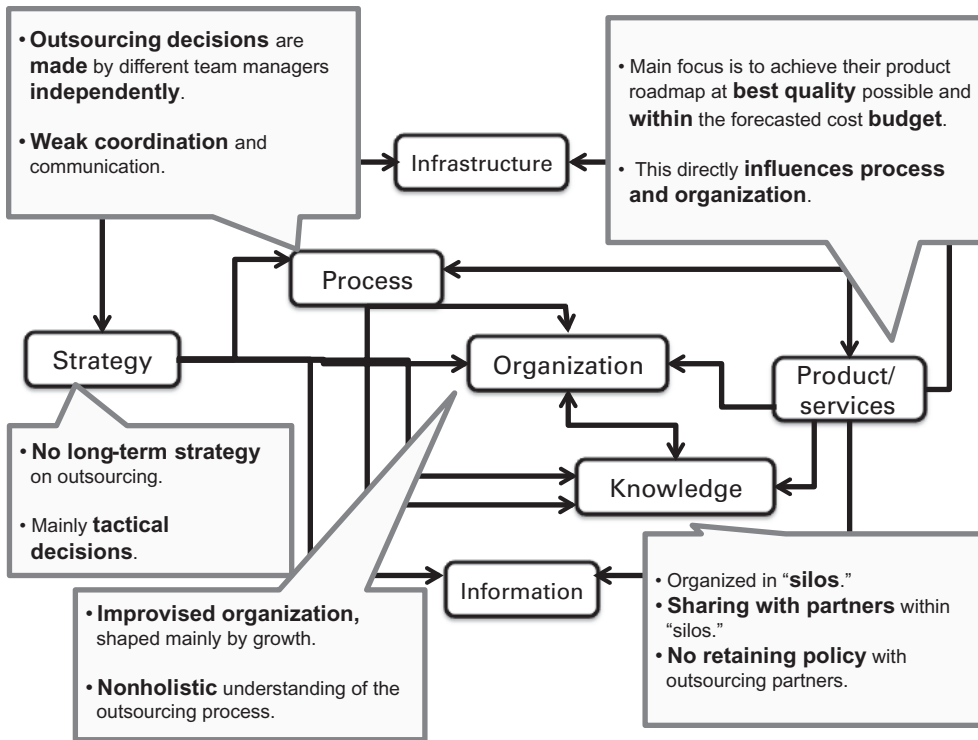 • Outsourcing decisions are
made by different team managers
independently.
• Weak coordination and
communication.
• Main focus is to achieve their product
roadmap at best quality possible and
within the forecasted cost budget.
• This directly influences process
and organization.
Infrastructure
Process
Strategy
Organization
Product/
services
Knowledge
Information
• No long-term strategy
on outsourcing.
• Mainly tactical
decisions.
• Improvised organization,
shaped mainly by growth.
• Nonholistic understanding of the
outsourcing process.
• Organized in “silos.”
• Sharing with partners within
“silos.”
• No retaining policy with
outsourcing partners.